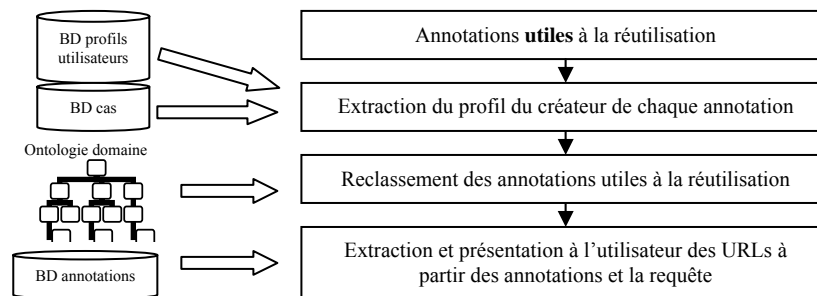 BD profils
utilisateurs
BD cas
Ontologie domaine
BD annotations
Annotations utiles à la réutilisation
Extraction du profil du créateur de chaque annotation
Reclassement des annotations utiles à la réutilisation
Extraction et présentation à l’utilisateur des URLs à
partir des annotations et la requête